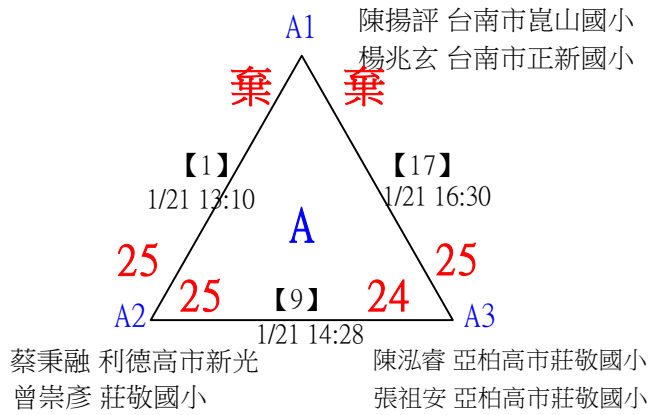 A1
陳揚評 台南市崑山國小
楊兆玄 台南市正新國小
棄 棄
【1】
1/21 13:10
【17】
1/21 16:30
A
25 25
25 24
【9】
1/21 14:28
A2 A3
蔡秉融 利德高市新光
曾崇彥 莊敬國小
陳泓睿 亞柏高市莊敬國小
張祖安 亞柏高市莊敬國小